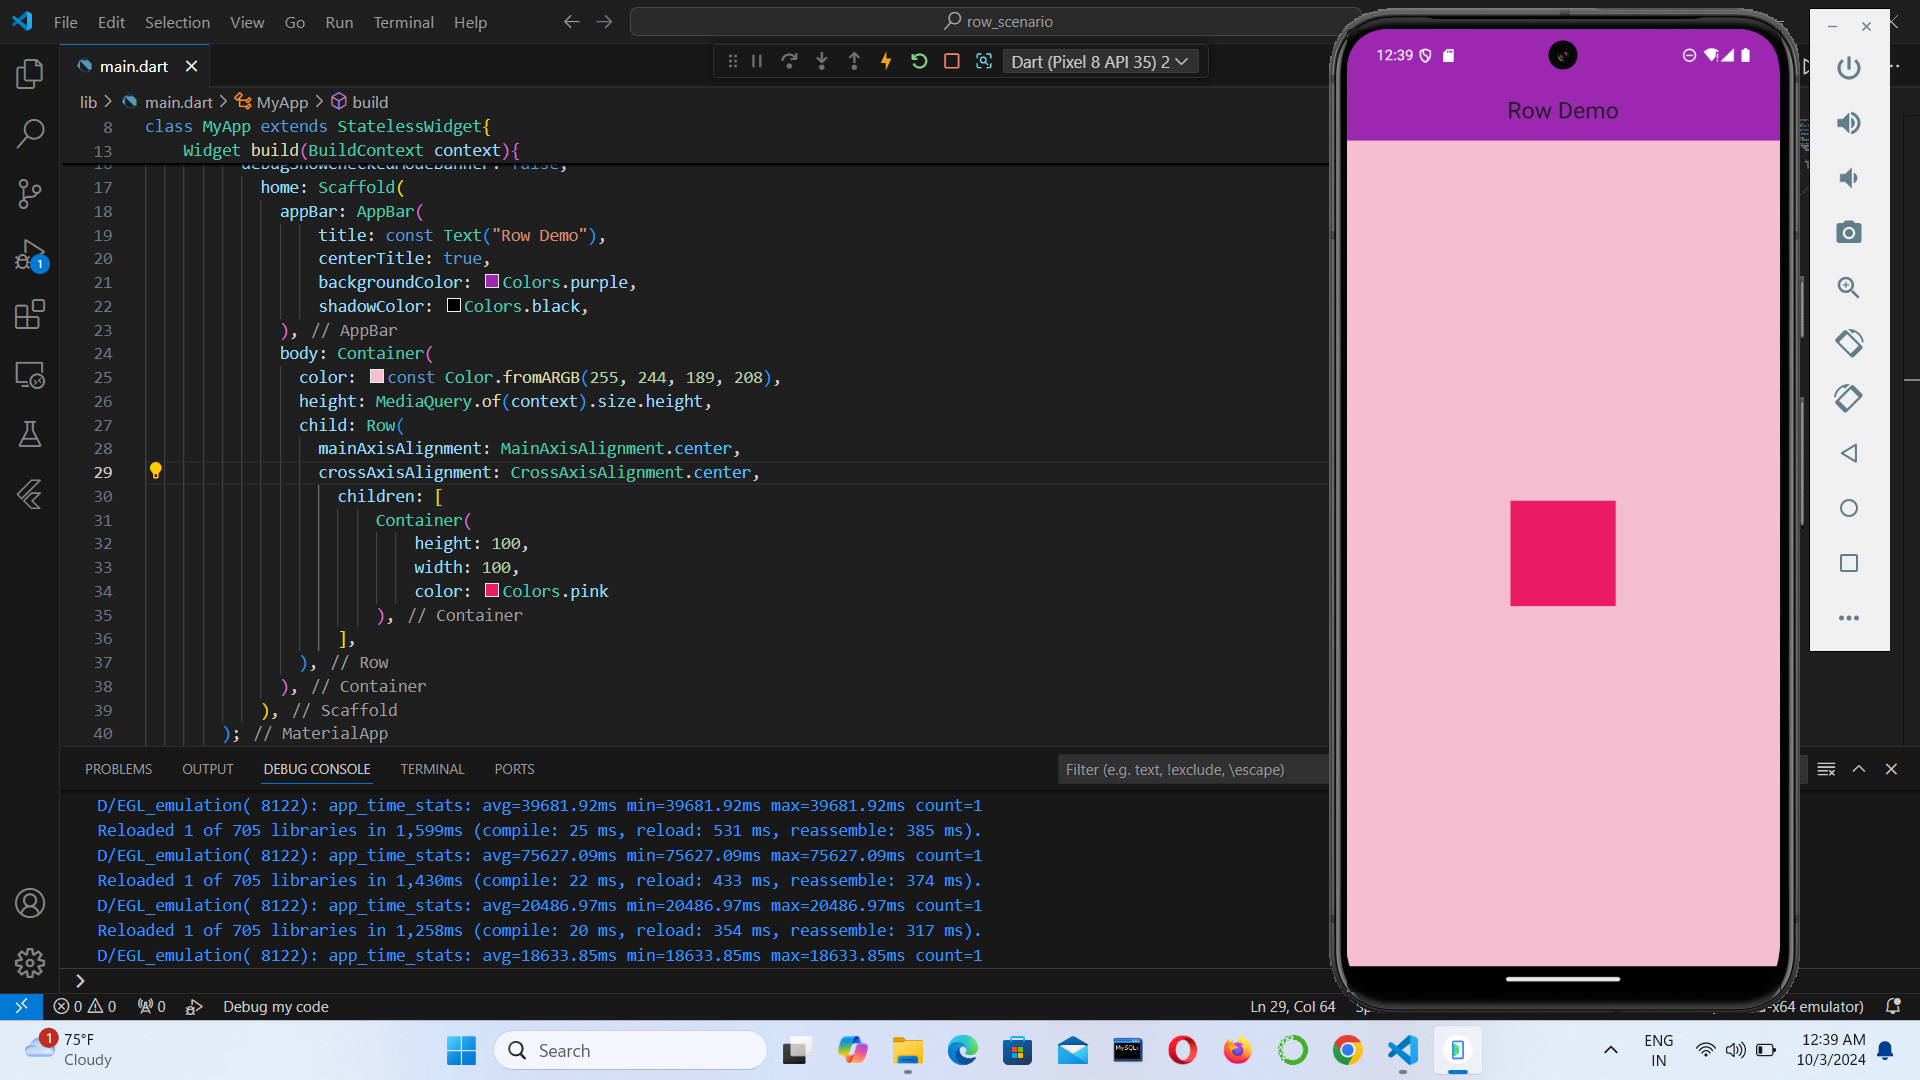 File Edit Selection View Go Run Terminal Help
row_scenario
main.dart
Dart (Pixel 8 API 35) 2
lib > main.dart > MyApp > build
8 class MyApp extends StatelessWidget{
13 Widget build(BuildContext context){
debugShowCheckedModeBanner: false,
17 home: Scaffold(
18 appBar: AppBar(
19 title: const Text("Row Demo"),
20 centerTitle: true,
21 backgroundColor: Colors.purple,
22 shadowColor: Colors.black,
23 ), // AppBar
24 body: Container(
25 color: const Color.fromARGB(255, 244, 189, 208),
26 height: MediaQuery.of(context).size.height,
27 child: Row(
28 mainAxisAlignment: MainAxisAlignment.center,
29 crossAxisAlignment: CrossAxisAlignment.center,
30 children: [
31 Container(
32 height: 100,
33 width: 100,
34 color: Colors.pink
35 ), // Container
36 ],
37 ), // Row
38 ), // Container
39 ), // Scaffold
40 ); // MaterialApp
1
12:39
Row Demo
PROBLEMS OUTPUT DEBUG CONSOLE TERMINAL PORTS
Filter (e.g. text, !exclude, \escape)
D/EGL_emulation( 8122): app_time_stats: avg=39681.92ms min=39681.92ms max=39681.92ms count=1
Reloaded 1 of 705 libraries in 1,599ms (compile: 25 ms, reload: 531 ms, reassemble: 385 ms).
D/EGL_emulation( 8122): app_time_stats: avg=75627.09ms min=75627.09ms max=75627.09ms count=1
Reloaded 1 of 705 libraries in 1,430ms (compile: 22 ms, reload: 433 ms, reassemble: 374 ms).
D/EGL_emulation( 8122): app_time_stats: avg=20486.97ms min=20486.97ms max=20486.97ms count=1
Reloaded 1 of 705 libraries in 1,258ms (compile: 20 ms, reload: 354 ms, reassemble: 317 ms).
D/EGL_emulation( 8122): app_time_stats: avg=18633.85ms min=18633.85ms max=18633.85ms count=1
>
0 0 0 Debug my code
Ln 29, Col 64
-x64 emulator)
1
75°F
Cloudy
Search
MySQL
ENG
IN
12:39 AM
10/3/2024